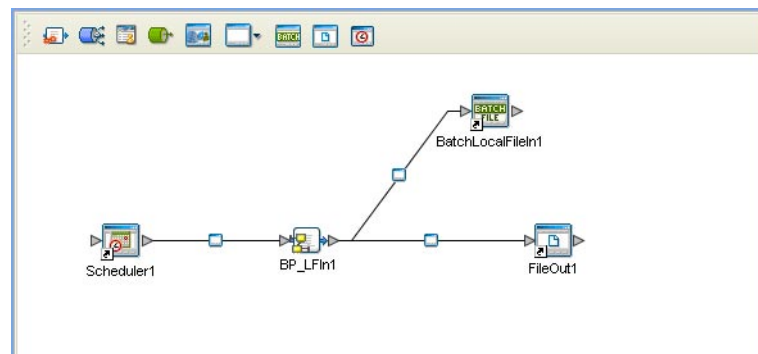 BATCH
BATCH
FILE
BatchLocalFileIn1
Scheduler1
BP_LFIn1
FileOut1